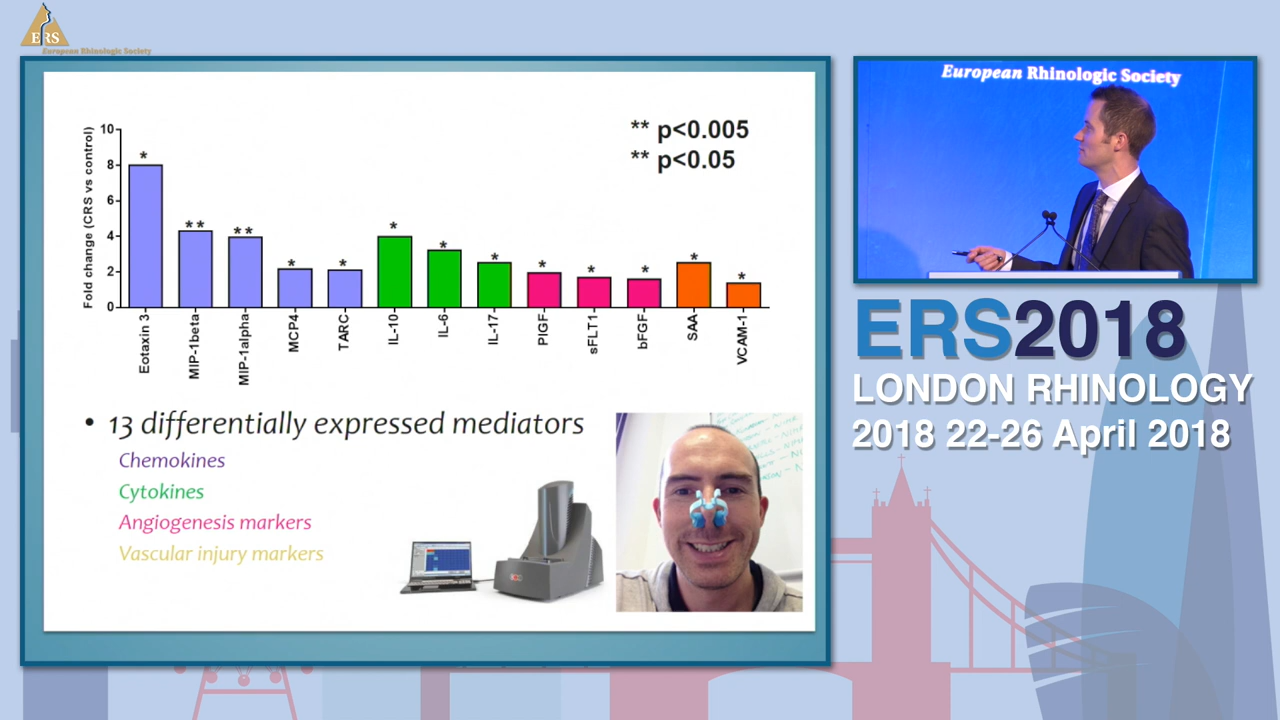 ERS
European Rhinologic Society
10
8
6
4
2
0
Fold change (CRS vs control)
*
**
**
*
*
*
*
*
*
*
*
*
*
** p<0.005
** p<0.05
Eotaxin 3
MIP-1beta
MIP-1alpha
MCP4
TARC
IL-10
IL-6
IL-17
PlGF
sFLT1
bFGF
SAA
VCAM-1
• 13 differentially expressed mediators
Chemokines
Cytokines
Angiogenesis markers
Vascular injury markers
European Rhinologic Society
ERS2018
LONDON RHINOLOGY
2018 22-26 April 2018